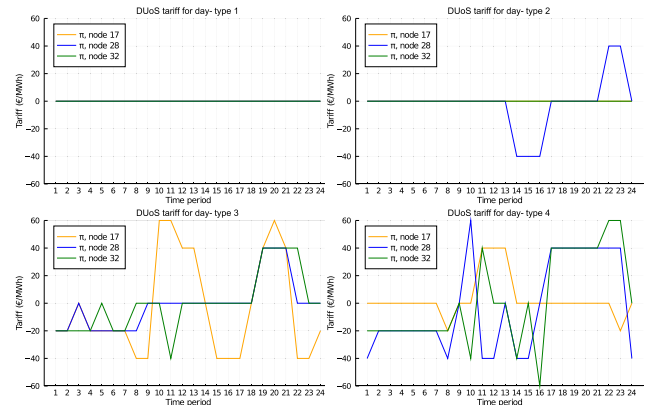 DUoS tariff for day- type 1
60
40
20
0
−20
−40
−60
Tariff (€/MWh)
π, node 17
π, node 28
π, node 32
1 2 3 4 5 6 7 8 9 10 11 12 13 14 15 16 17 18 19 20 21 22 23 24
Time period
DUoS tariff for day- type 2
60
40
20
0
−20
−40
−60
Tariff (€/MWh)
π, node 17
π, node 28
π, node 32
1 2 3 4 5 6 7 8 9 10 11 12 13 14 15 16 17 18 19 20 21 22 23 24
Time period
DUoS tariff for day- type 3
60
40
20
0
−20
−40
−60
Tariff (€/MWh)
π, node 17
π, node 28
π, node 32
1 2 3 4 5 6 7 8 9 10 11 12 13 14 15 16 17 18 19 20 21 22 23 24
Time period
DUoS tariff for day- type 4
60
40
20
0
−20
−40
−60
Tariff (€/MWh)
π, node 17
π, node 28
π, node 32
1 2 3 4 5 6 7 8 9 10 11 12 13 14 15 16 17 18 19 20 21 22 23 24
Time period